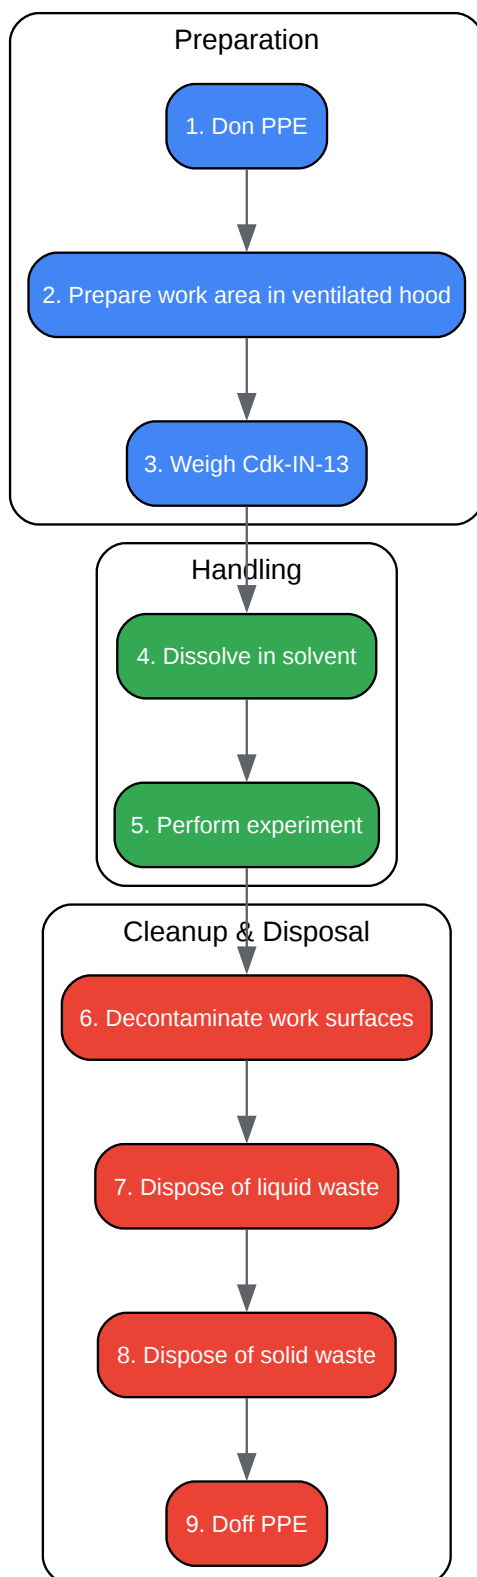 Preparation
1. Don PPE
2. Prepare work area in ventilated hood
3. Weigh Cdk-IN-13
Handling
4. Dissolve in solvent
5. Perform experiment
Cleanup & Disposal
6. Decontaminate work surfaces
7. Dispose of liquid waste
8. Dispose of solid waste
9. Doff PPE